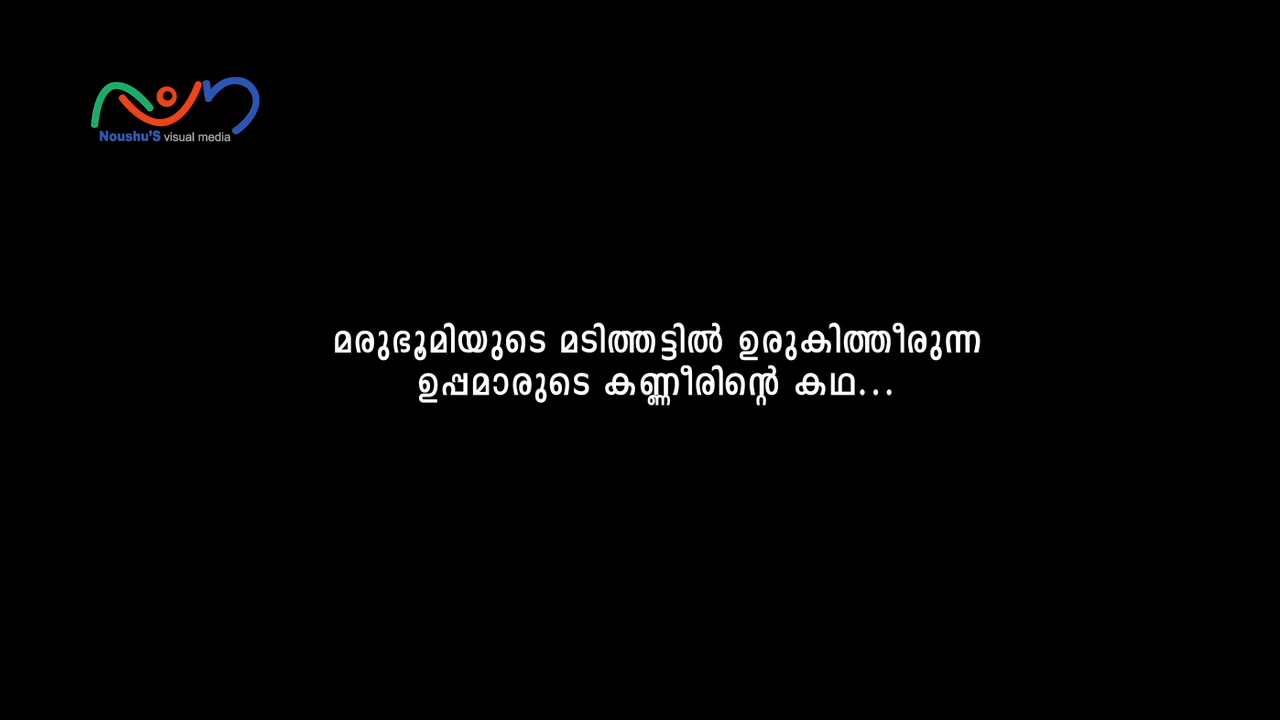 Noushu'S visual media
മരുഭൂമിയുടെ മടിത്തട്ടിൽ ഉരുകിത്തീരുന്ന
ഉപ്പമാരുടെ കണ്ണീരിന്റെ കഥ...